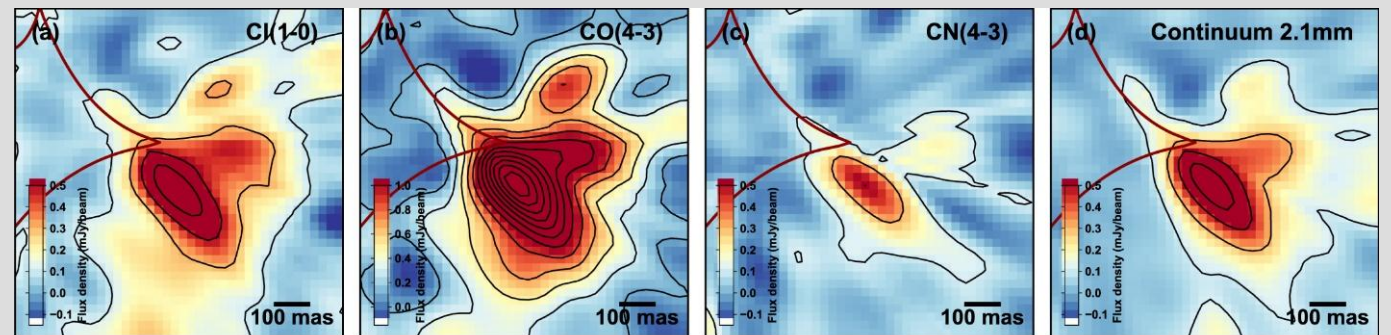 (a) CI(1-0)
0.5
0.4
0.3
0.2
0.1
0.0
−0.1
Flux density (mJy/beam)
100 mas
(b) CO(4-3)
1.0
0.8
0.6
0.4
0.2
0.0
Flux density (mJy/beam)
100 mas
(c) CN(4-3)
0.5
0.4
0.3
0.2
0.1
0.0
−0.1
Flux density (mJy/beam)
100 mas
(d) Continuum 2.1mm
0.5
0.4
0.3
0.2
0.1
0.0
−0.1
Flux density (mJy/beam)
100 mas